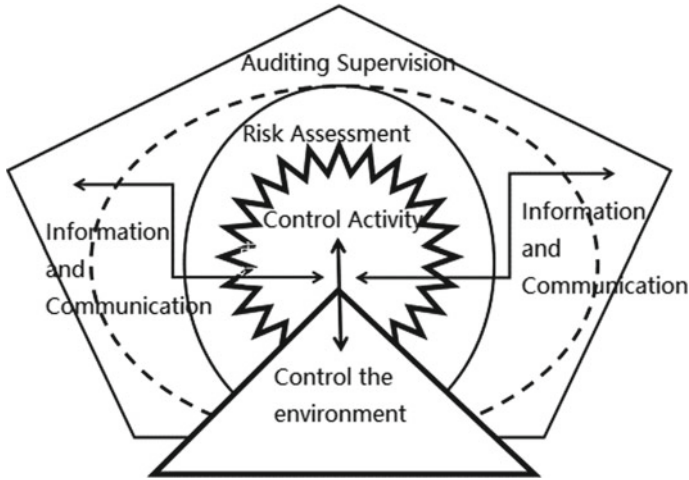 Auditing Supervision
Risk Assessment
Control Activity
Information
and
Communication
Information
and
Communication
Control the
environment